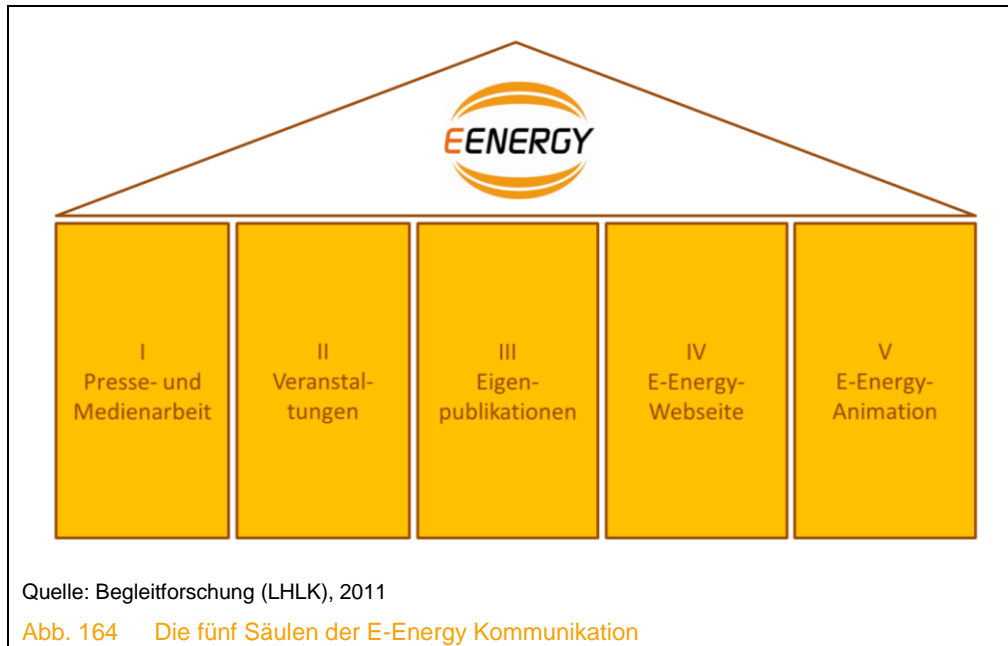 EENERGY
I
Presse- und
Medienarbeit
II
Veranstal-
tungen
III
Eigen-
publikationen
IV
E-Energy-
Webseite
V
E-Energy-
Animation
Quelle: Begleitforschung (LHLK), 2011
Abb. 164 Die fünf Säulen der E-Energy Kommunikation